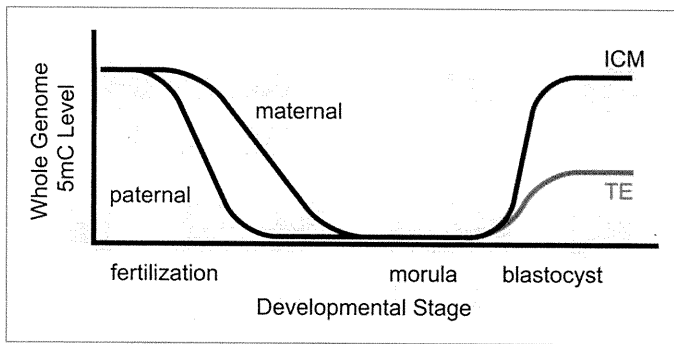 Whole Genome
5mC Level
ICM
maternal
paternal
TE
fertilization
morula
blastocyst
Developmental Stage